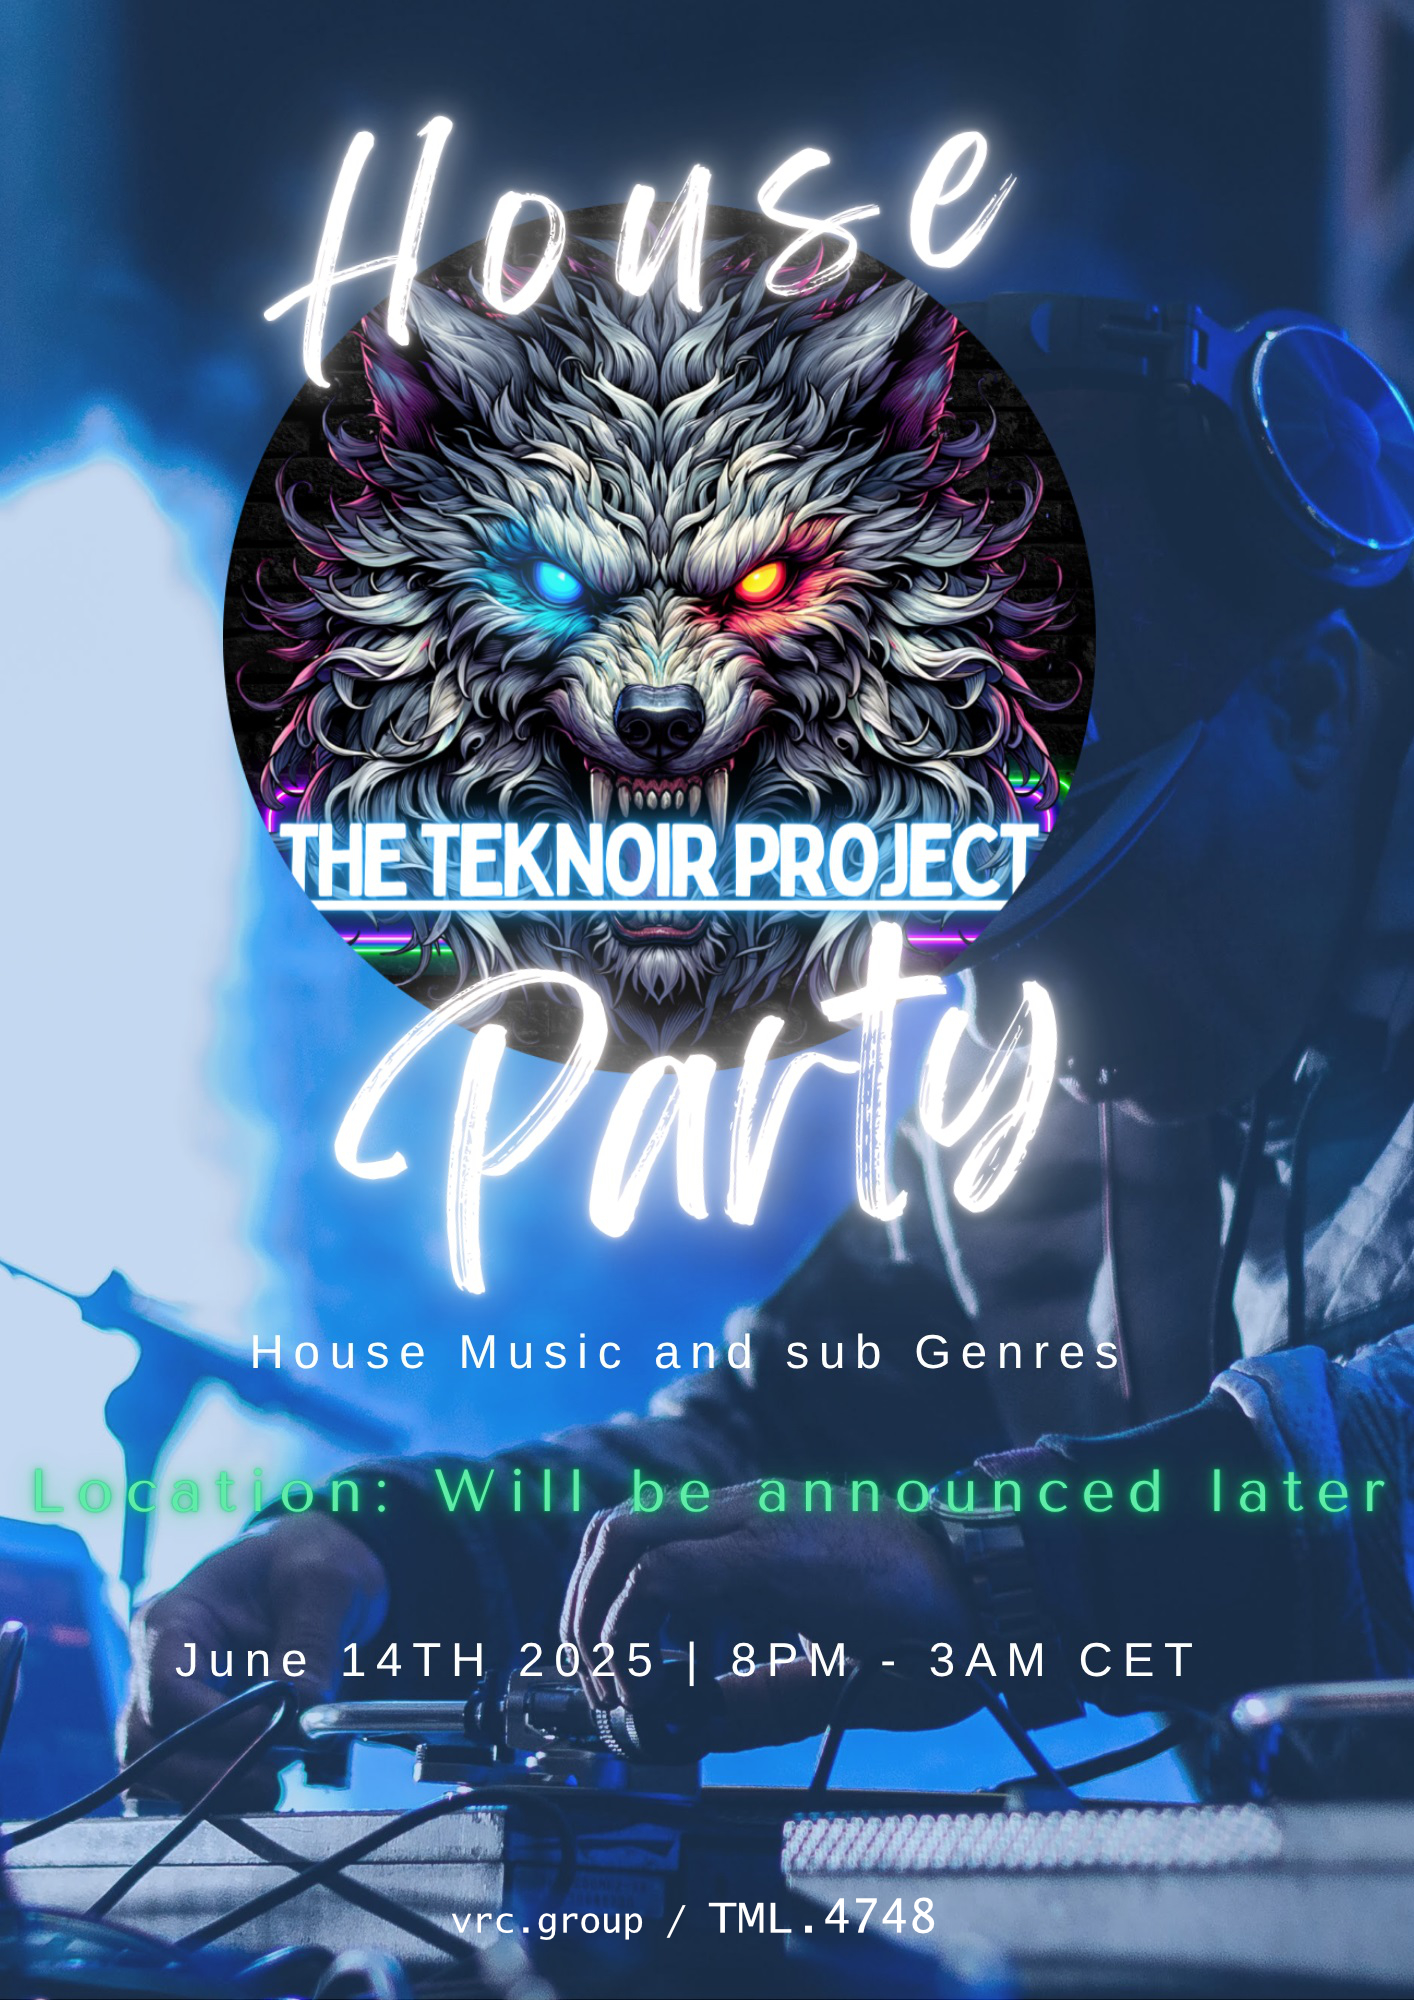 House
THE TEKNOIR PROJECT
Party
House Music and sub Genres
Location: Will be announced later
June 14TH 2025 | 8PM - 3AM CET
vrc.group / TML.4748